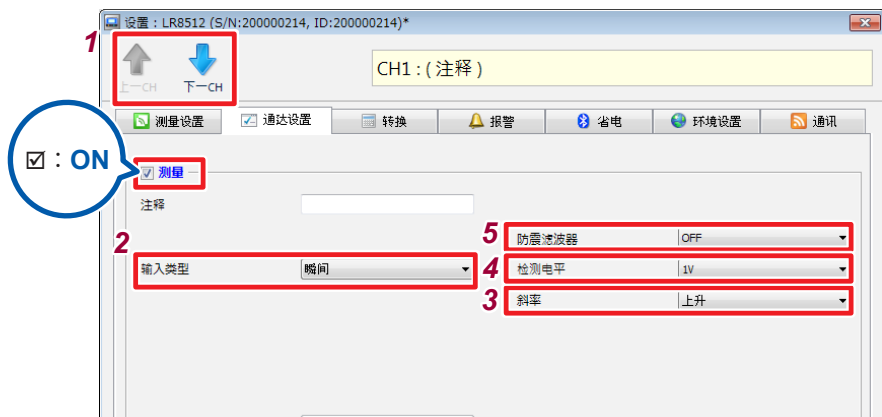 设置：LR8512 (S/N:200000214, ID:200000214)*
1
上一CH
下一CH
CH1 : ( 注释 )
测量设置
通达设置
转换
报警
省电
环境设置
通讯
☑：ON
测量
注释
2
输入类型
瞬间
5
防震滤波器
OFF
4
检测电平
1V
3
斜率
上升